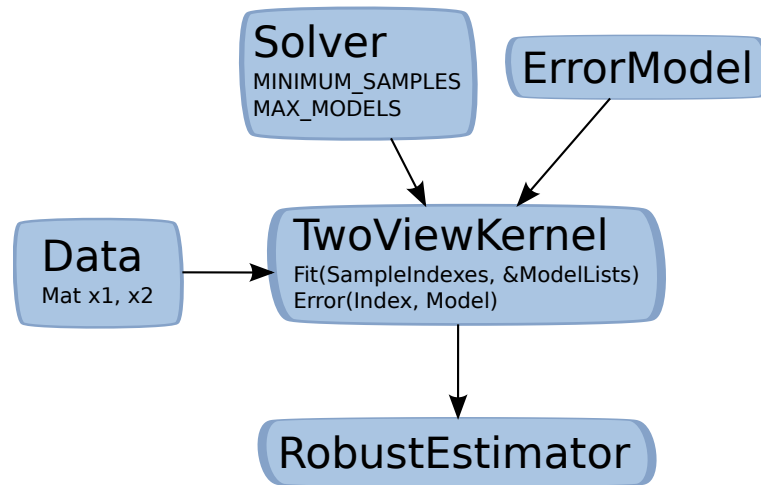 Solver
MINIMUM_SAMPLES
MAX_MODELS
ErrorModel
Data
Mat x1, x2
TwoViewKernel
Fit(SampleIndexes, &ModelLists)
Error(Index, Model)
RobustEstimator